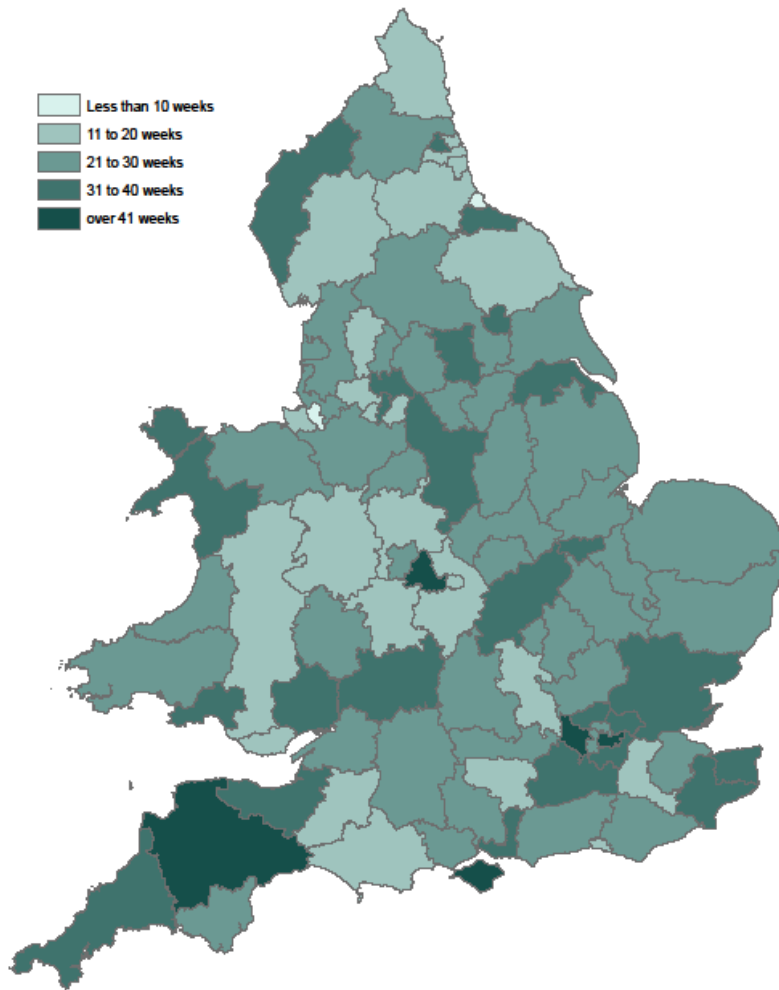 Less than 10 weeks
11 to 20 weeks
21 to 30 weeks
31 to 40 weeks
over 41 weeks